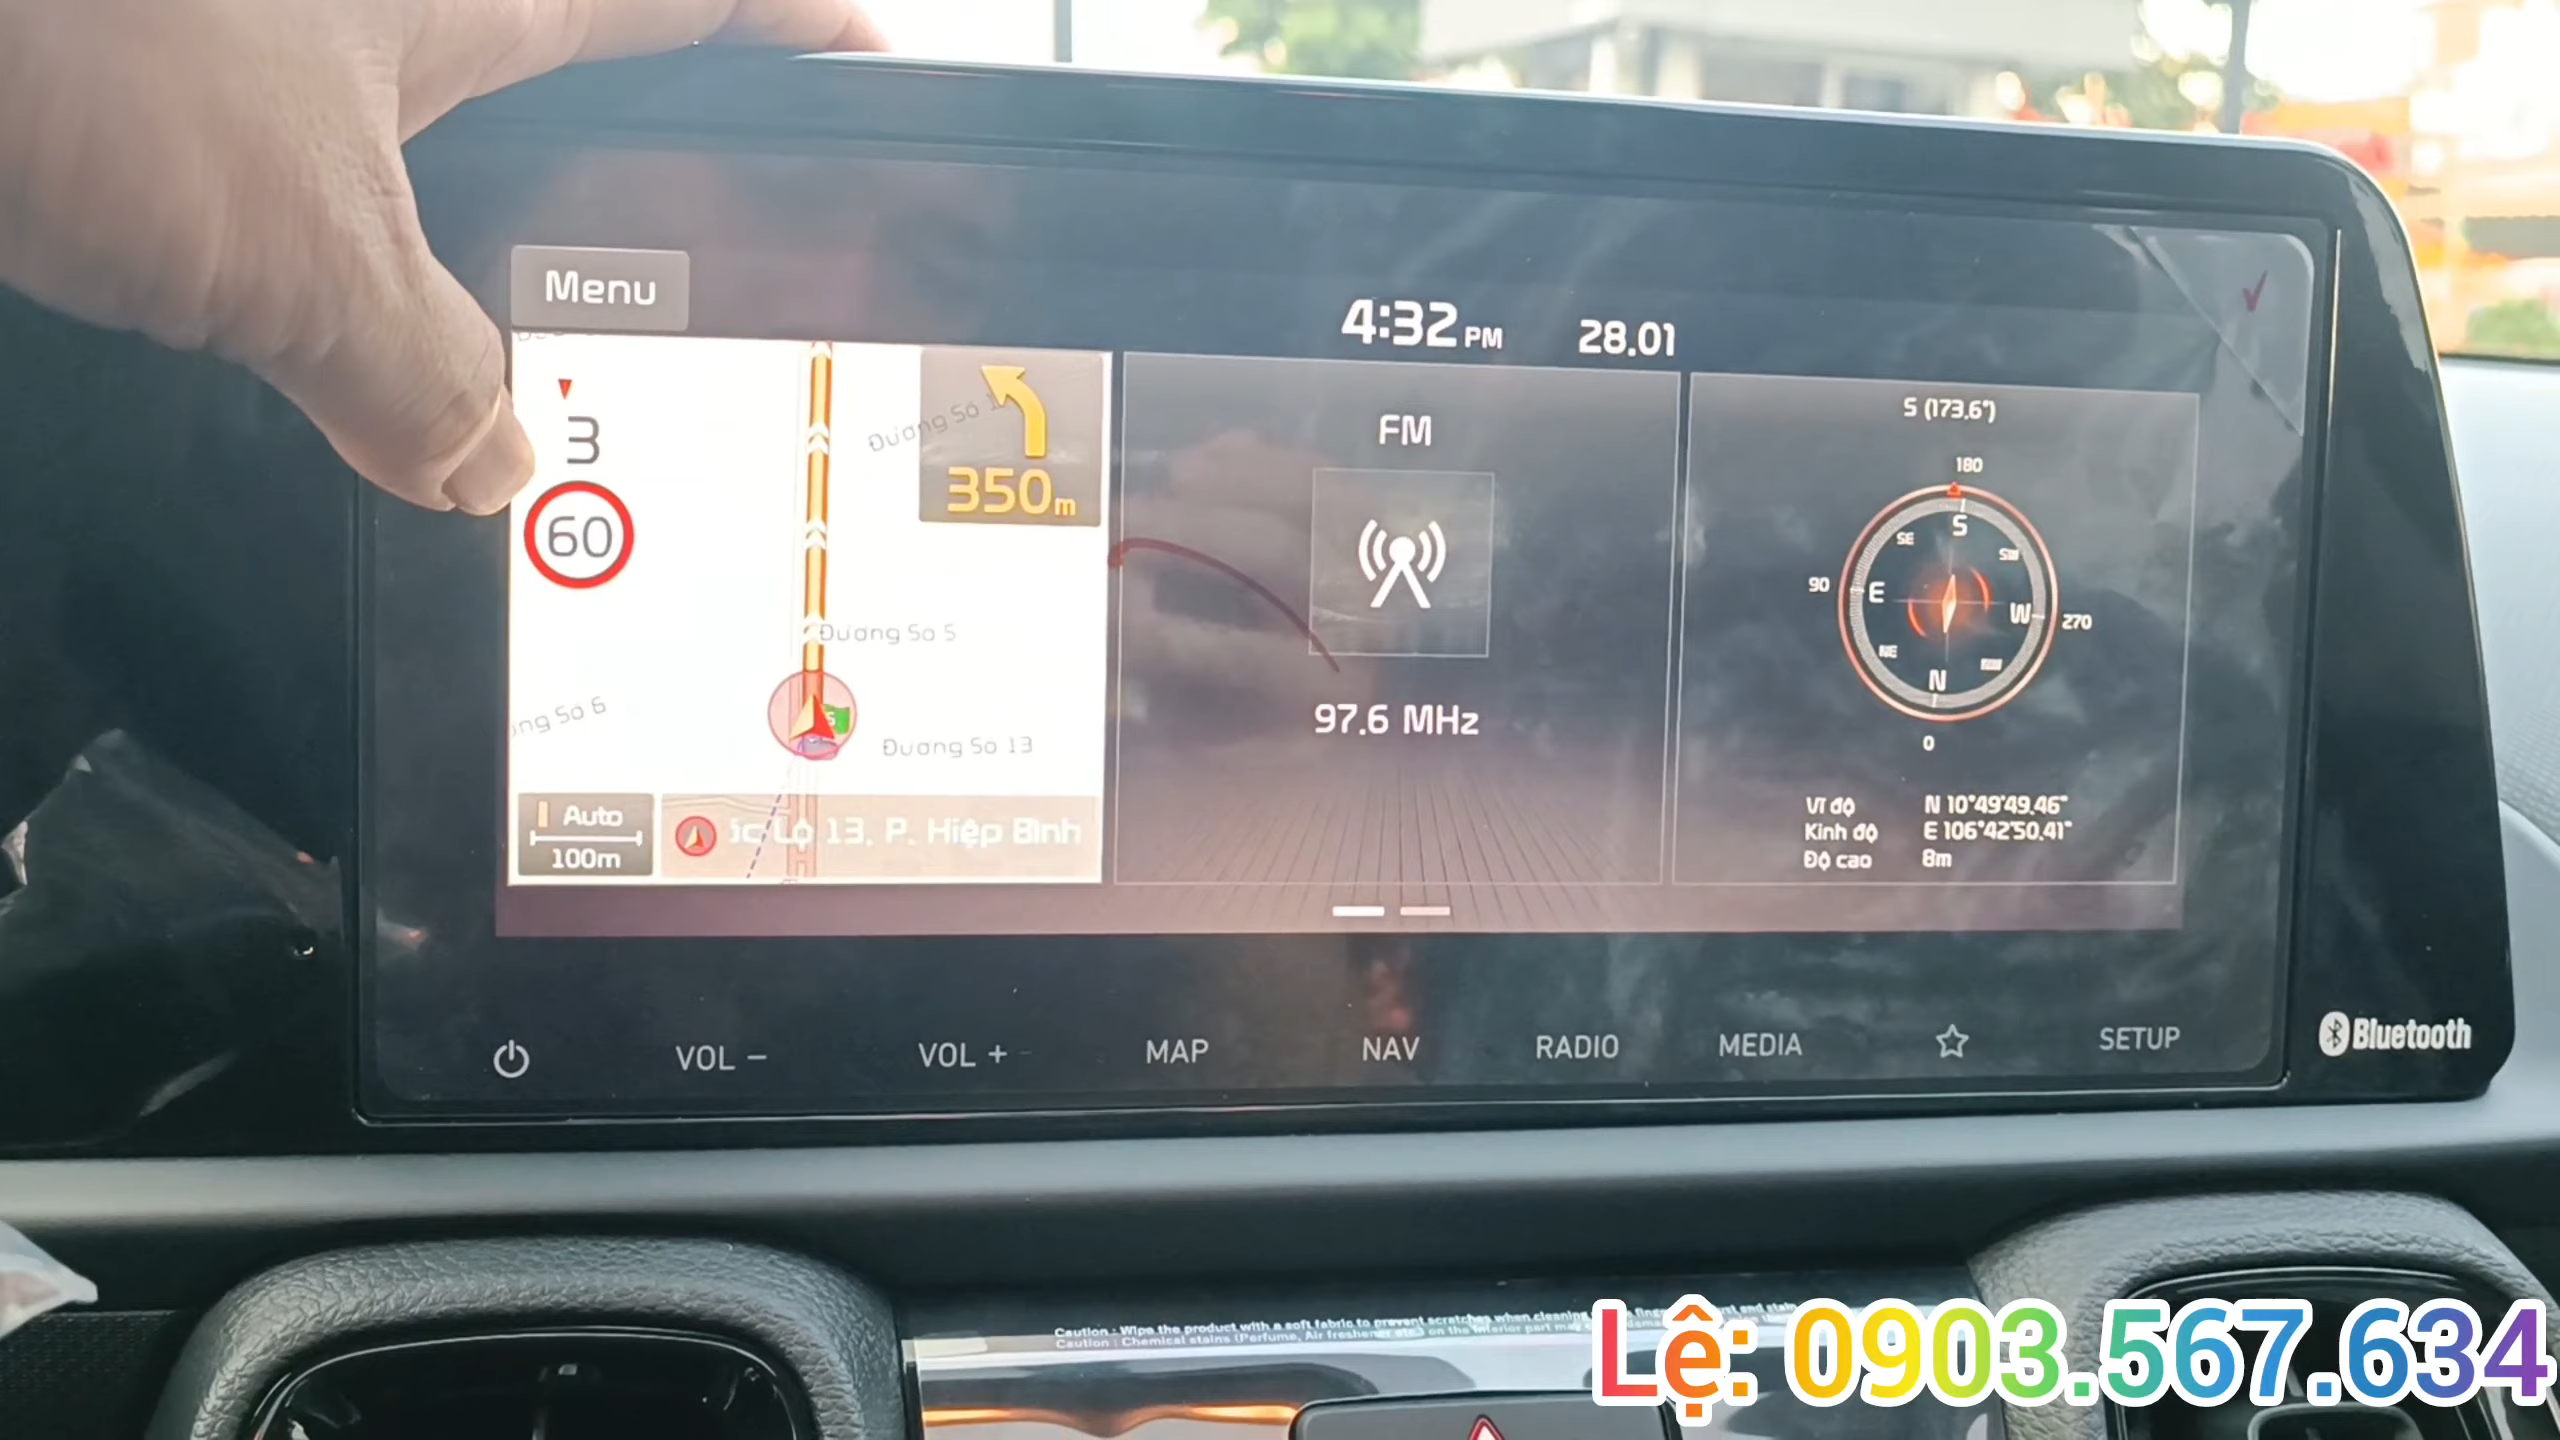 Menu
4:32 PM 28.01
3
60
350m
Đường Số 5
Số 6
Đường Số 13
Auto
100m
Lộ 13, P. Hiệp Bình
FM
97.6 MHz
S (173.6°)
180
S
SE
SW
90
E
W
270
NE
N
0
Vĩ độ N 10°49'49.46"
Kinh độ E 106°42'50.41"
Độ cao 8m
VOL − VOL + MAP NAV RADIO MEDIA SETUP
Bluetooth
Caution : Wipe the product with a soft fabric to prevent scratches when cleaning
Caution : Chemical stains (Perfume, Air freshener etc.) on the interior part may
Lệ: 0903.567.634